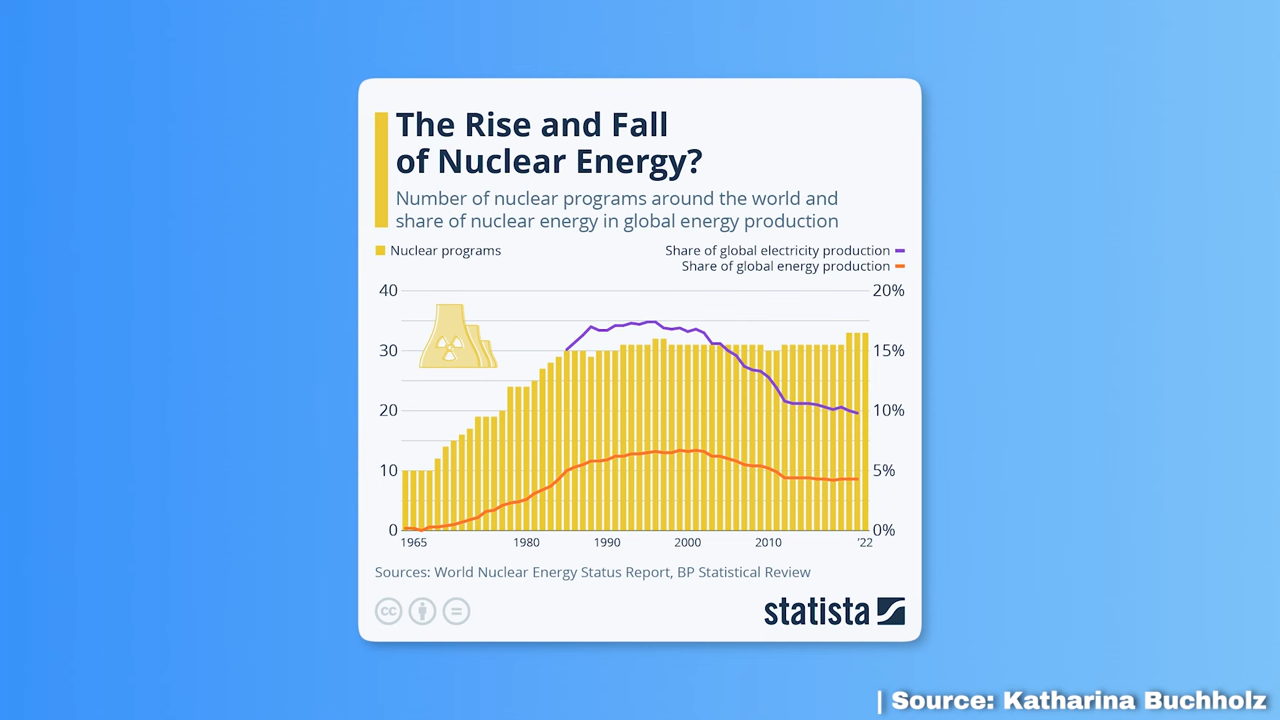 The Rise and Fall
of Nuclear Energy?
Number of nuclear programs around the world and
share of nuclear energy in global energy production
Nuclear programs
Share of global electricity production
Share of global energy production
40
20%
30
15%
20
10%
10
5%
0
0%
1965
1980
1990
2000
2010
'22
Sources: World Nuclear Energy Status Report, BP Statistical Review
cc
=
statista
| Source: Katharina Buchholz